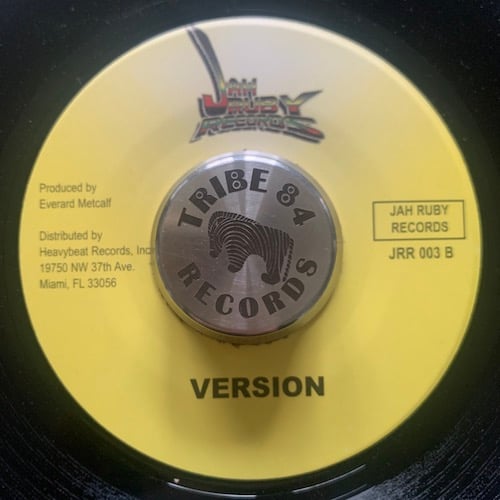 JAH
RUBY
RECORDS
Produced by
Everard Metcalf
Distributed by
Heavybeat Records, Inc
19750 NW 37th Ave.
Miami, FL 33056
TRIBE 84
RECORDS
JAH RUBY
RECORDS
JRR 003 B
VERSION